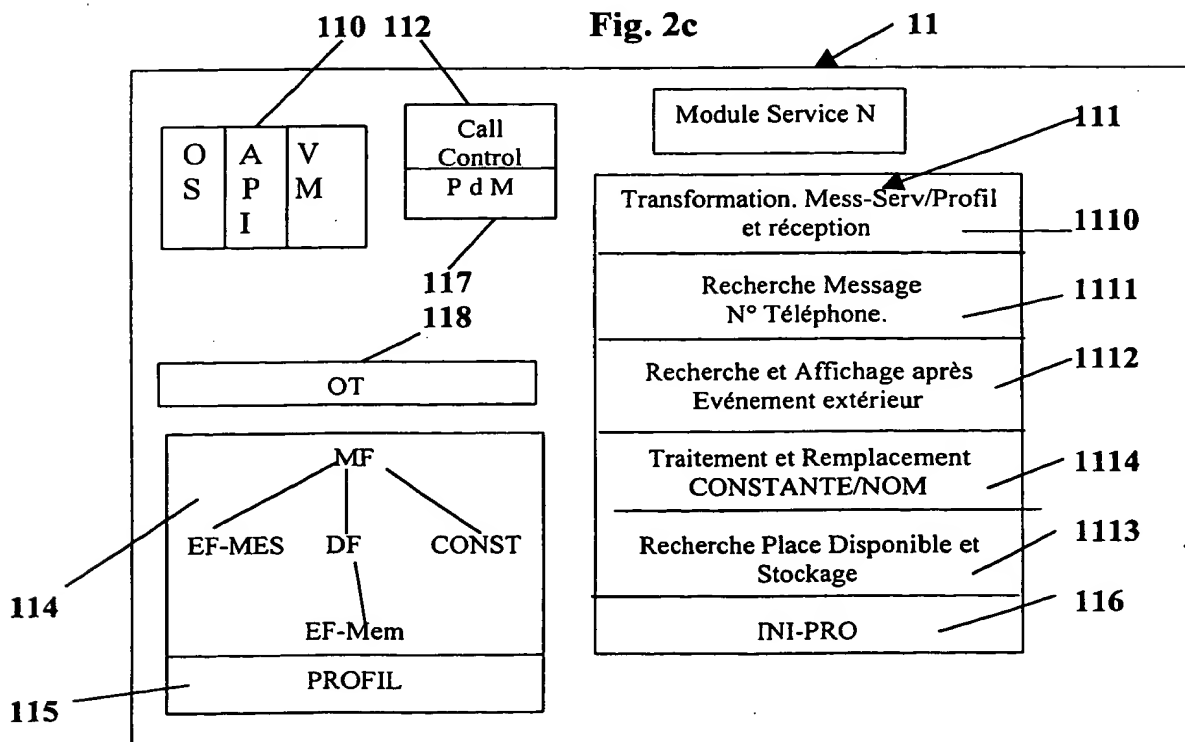 Fig. 2c
110 112
11
O S
A P I
V M
Call
Control
P d M
117
118
OT
MF
EF-MES DF CONST
EF-Mem
PROFIL
114
115
Module Service N
111
Transformation. Mess-Serv/Profil
et réception
1110
Recherche Message
N° Téléphone.
1111
Recherche et Affichage après
Evénement extérieur
1112
Traitement et Remplacement
CONSTANTE/NOM
1114
Recherche Place Disponible et
Stockage
1113
INI-PRO
116